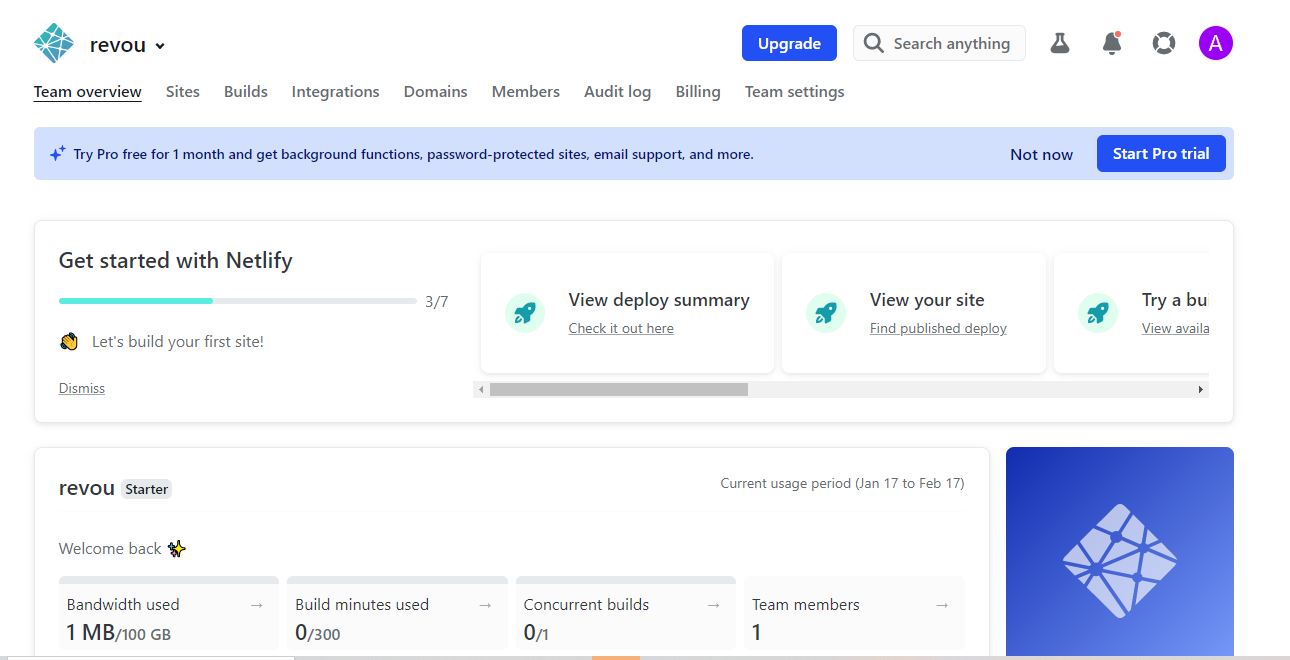 revou
Upgrade
Search anything
A
Team overview Sites Builds Integrations Domains Members Audit log Billing Team settings
Try Pro free for 1 month and get background functions, password-protected sites, email support, and more.
Not now
Start Pro trial
Get started with Netlify
3/7
Let's build your first site!
Dismiss
View deploy summary
Check it out here
View your site
Find published deploy
Try a
View
revou Starter
Current usage period (Jan 17 to Feb 17)
Welcome back
Bandwidth used →
1 MB/100 GB
Build minutes used →
0/300
Concurrent builds →
0/1
Team members →
1